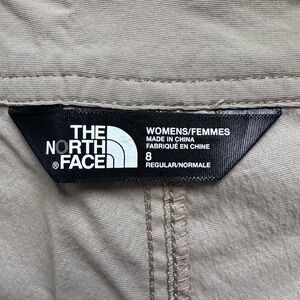 THE
NORTH
FACE
WOMENS/FEMMES
MADE IN CHINA
FABRIQUÉ EN CHINE
8
REGULAR/NORMALE